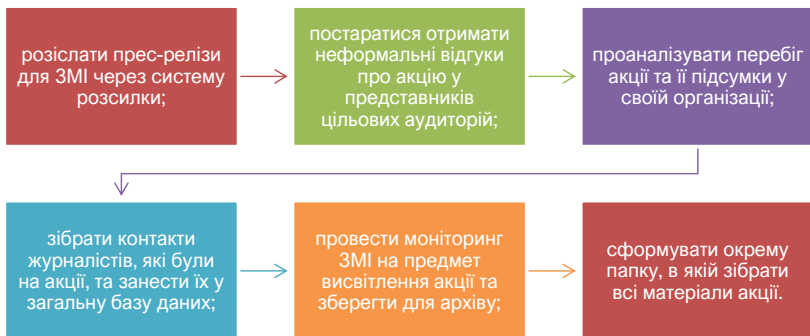 розіслати прес-релізи
для ЗМІ через систему
розсилки;
постаратися отримати
неформальні відгуки
про акцію у
представників
цільових аудиторій;
проаналізувати перебіг
акції та її підсумки у
своїй організації;
зібрати контакти
журналістів, які були
на акції, та занести їх у
загальну базу даних;
провести моніторинг
ЗМІ на предмет
висвітлення акції та
зберегти для архіву;
сформувати окрему
папку, в якій зібрати
всі матеріали акції.